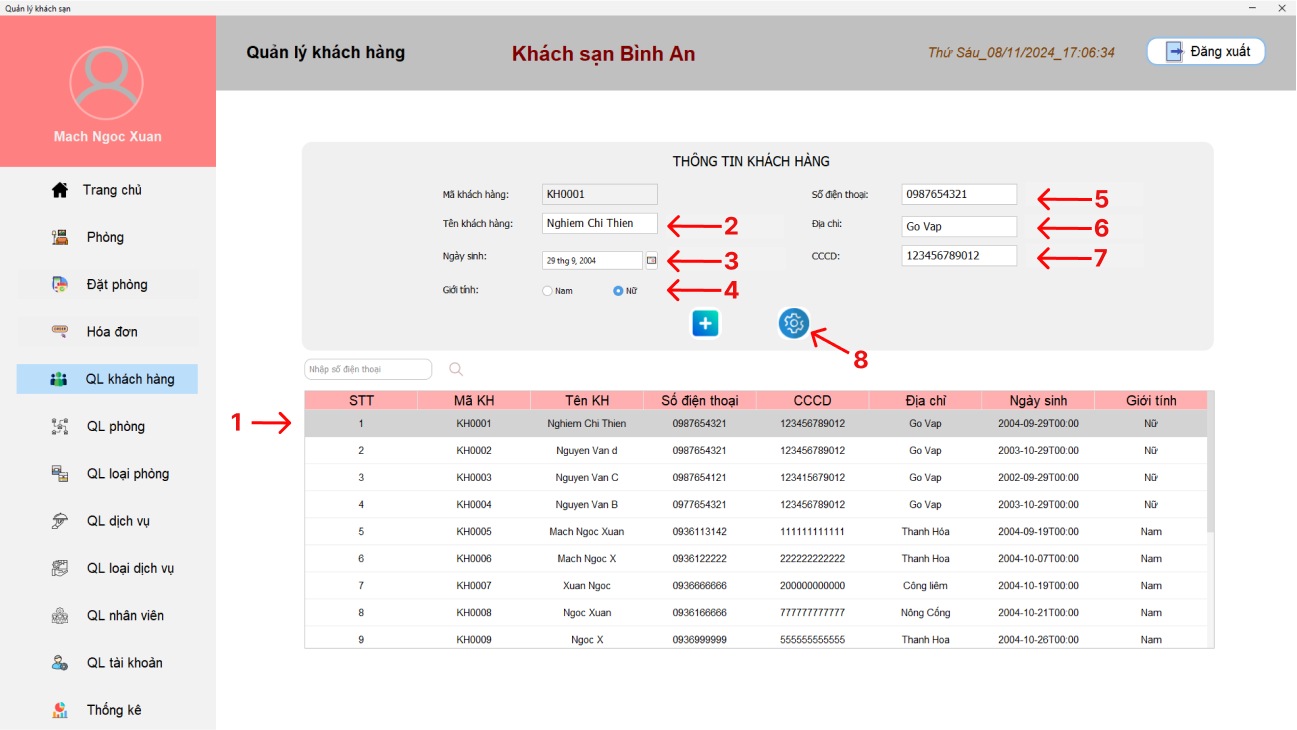 Quản lý khách sạn
Mach Ngoc Xuan
Quản lý khách hàng
Khách sạn Bình An
Thứ Sáu_08/11/2024_17:06:34
Đăng xuất
Trang chủ
Phòng
Đặt phòng
Hóa đơn
QL khách hàng
QL phòng
QL loại phòng
QL dịch vụ
QL loại dịch vụ
QL nhân viên
QL tài khoản
Thống kê
THÔNG TIN KHÁCH HÀNG
Mã khách hàng: KH0001
Tên khách hàng: Nghiem Chi Thien 2
Ngày sinh: 29 thg 9, 2004 3
Giới tính: Nam Nữ 4
Số điện thoại: 0987654321 5
Địa chỉ: Go Vap 6
CCCD: 123456789012 7
8
Nhập số điện thoại
1
STT Mã KH Tên KH Số điện thoại CCCD Địa chỉ Ngày sinh Giới tính
1 KH0001 Nghiem Chi Thien 0987654321 123456789012 Go Vap 2004-09-29T00:00 Nữ
2 KH0002 Nguyen Van d 0987654321 123456789012 Go Vap 2003-10-29T00:00 Nữ
3 KH0003 Nguyen Van C 0987654121 123415679012 Go Vap 2002-09-29T00:00 Nữ
4 KH0004 Nguyen Van B 0977654321 123456789012 Go Vap 2003-10-29T00:00 Nữ
5 KH0005 Mach Ngoc Xuan 0936113142 111111111111 Thanh Hóa 2004-09-19T00:00 Nam
6 KH0006 Mach Ngoc X 0936122222 222222222222 Thanh Hoa 2004-10-07T00:00 Nam
7 KH0007 Xuan Ngoc 0936666666 200000000000 Công liêm 2004-10-19T00:00 Nam
8 KH0008 Ngoc Xuan 0936166666 777777777777 Nông Cống 2004-10-21T00:00 Nam
9 KH0009 Ngoc X 0936999999 555555555555 Thanh Hoa 2004-10-26T00:00 Nam